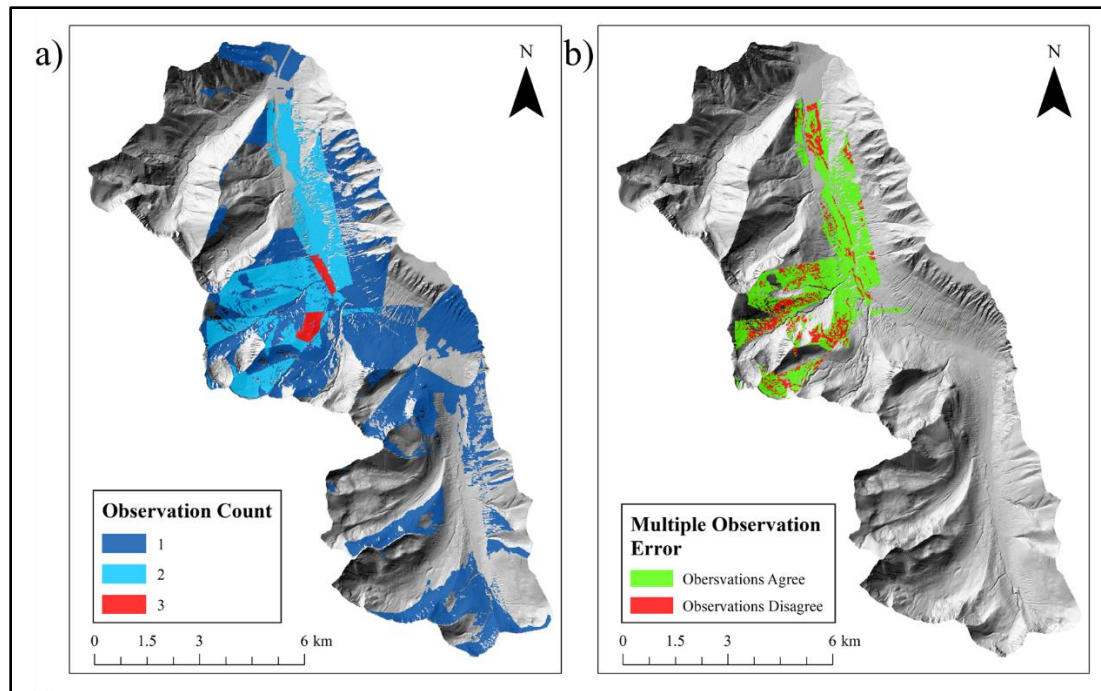 a)
N
Observation Count
1
2
3
0 1.5 3 6 km
b)
N
Multiple Observation
Error
Obersvations Agree
Observations Disagree
0 1.5 3 6 km